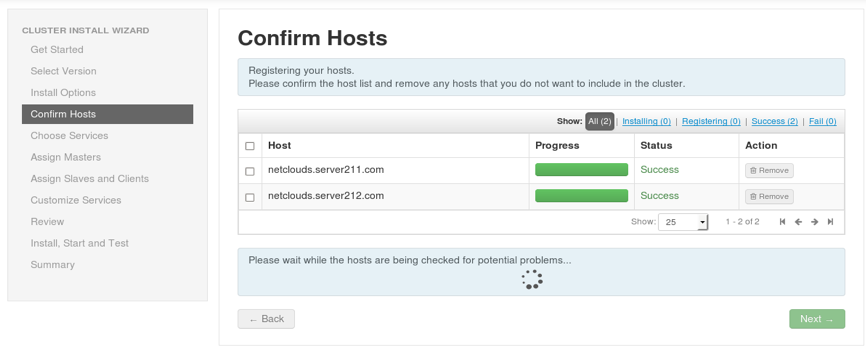 CLUSTER INSTALL WIZARD
Get Started
Select Version
Install Options
Confirm Hosts
Choose Services
Assign Masters
Assign Slaves and Clients
Customize Services
Review
Install, Start and Test
Summary
Confirm Hosts
Registering your hosts.
Please confirm the host list and remove any hosts that you do not want to include in the cluster.
Show: All (2) | Installing (0) | Registering (0) | Success (2) | Fail (0)
Host Progress Status Action
netclouds.server211.com Success Remove
netclouds.server212.com Success Remove
Show: 25 1 - 2 of 2
Please wait while the hosts are being checked for potential problems...
← Back Next →